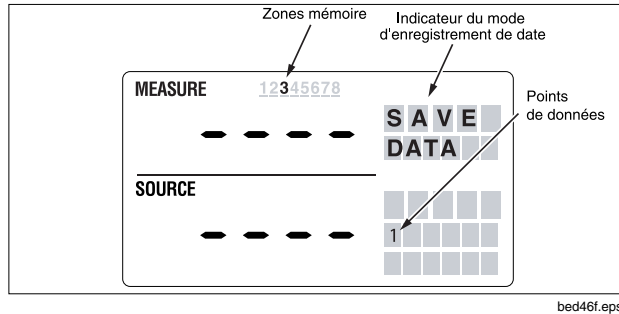 Zones mémoire
Indicateur du mode
d'enregistrement de date
MEASURE
12345678
SAVE
DATA
Points
de données
SOURCE
1
bed46f.eps